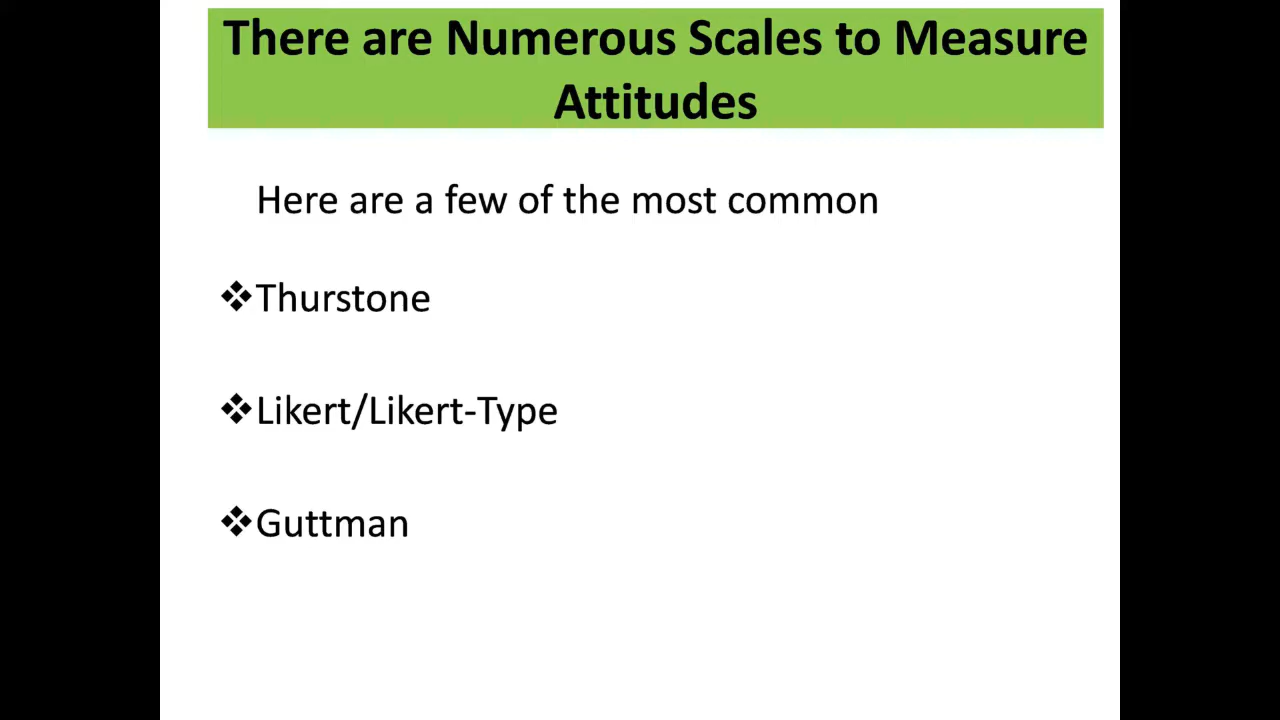 There are Numerous Scales to Measure
Attitudes
Here are a few of the most common
❖Thurstone
❖Likert/Likert-Type
❖Guttman